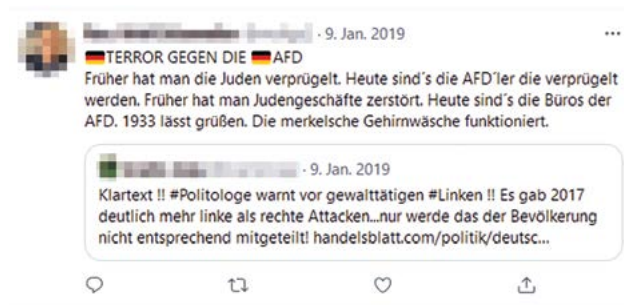 · 9. Jan. 2019
🇩🇪TERROR GEGEN DIE 🇩🇪AFD
Früher hat man die Juden verprügelt. Heute sind´s die AFD´ler die verprügelt
werden. Früher hat man Judengeschäfte zerstört. Heute sind´s die Büros der
AFD. 1933 lässt grüßen. Die merkelsche Gehirnwäsche funktioniert.
· 9. Jan. 2019
Klartext !! #Politologe warnt vor gewalttätigen #Linken !! Es gab 2017
deutlich mehr linke als rechte Attacken...nur werde das der Bevölkerung
nicht entsprechend mitgeteilt! handelsblatt.com/politik/deutsc...